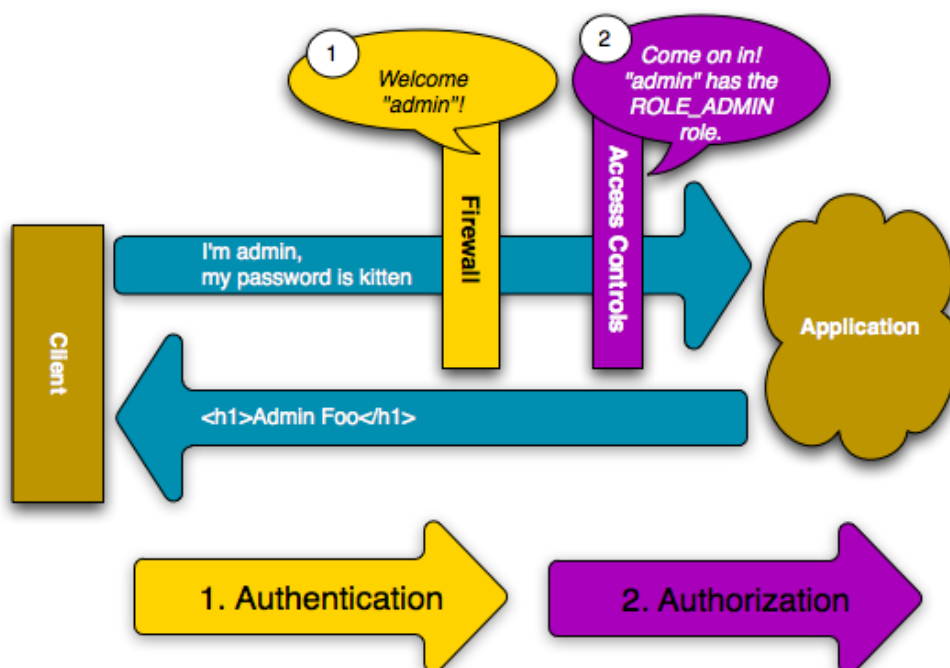 1
Welcome
"admin"!
2
Come on in!
"admin" has the
ROLE_ADMIN
role.
Firewall
Access Controls
I'm admin,
my password is kitten
Client
Application
<h1>Admin Foo</h1>
1. Authentication
2. Authorization